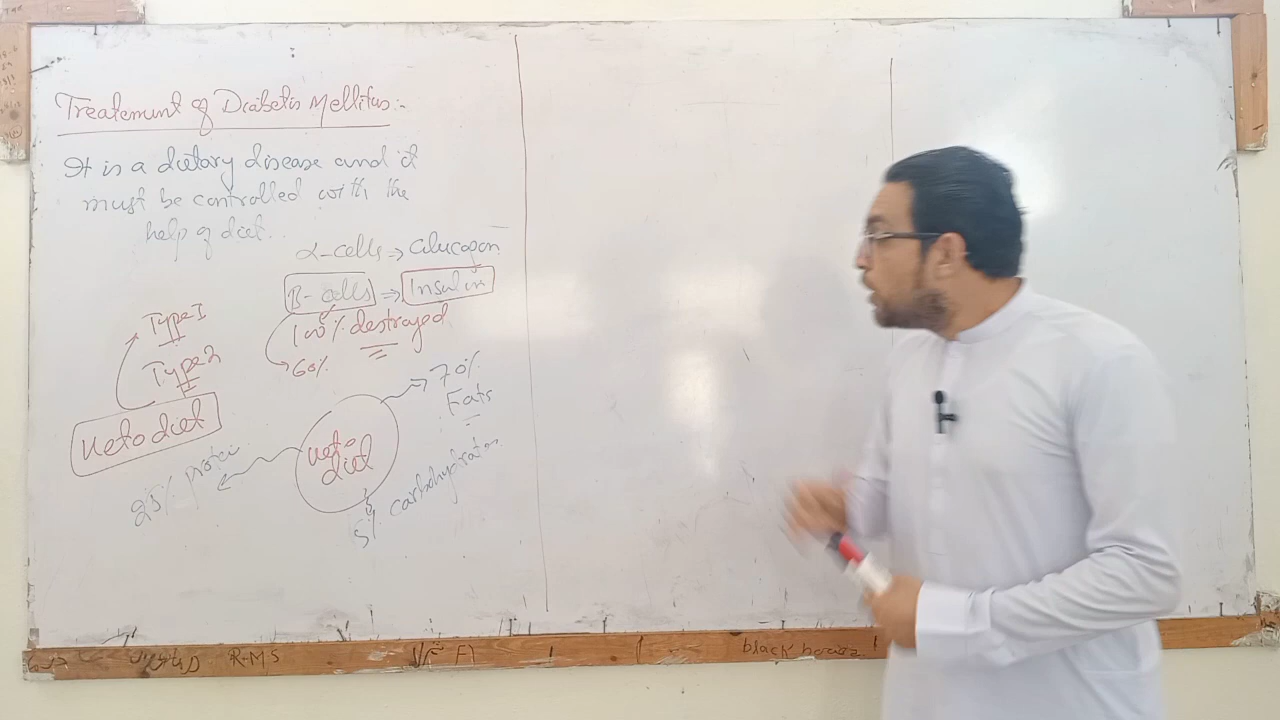 Treatement of Diabetis Mellitus:-
It is a dietary disease and it
must be controlled with the
help of diet..
α-cells → Glucagon
B-cells → Insulin
100% destroyed
60%
Type I
Type 2
Keto diet
Keto diet
70% Fats
25% protei
5% carbohydrates
R-M-S
black horse